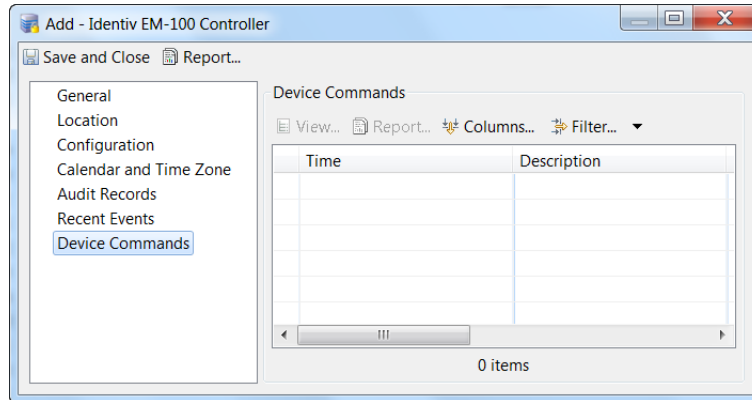 Add - Identiv EM-100 Controller
Save and Close Report...
General
Location
Configuration
Calendar and Time Zone
Audit Records
Recent Events
Device Commands
Device Commands
View... Report... Columns... Filter...
Time Description
0 items